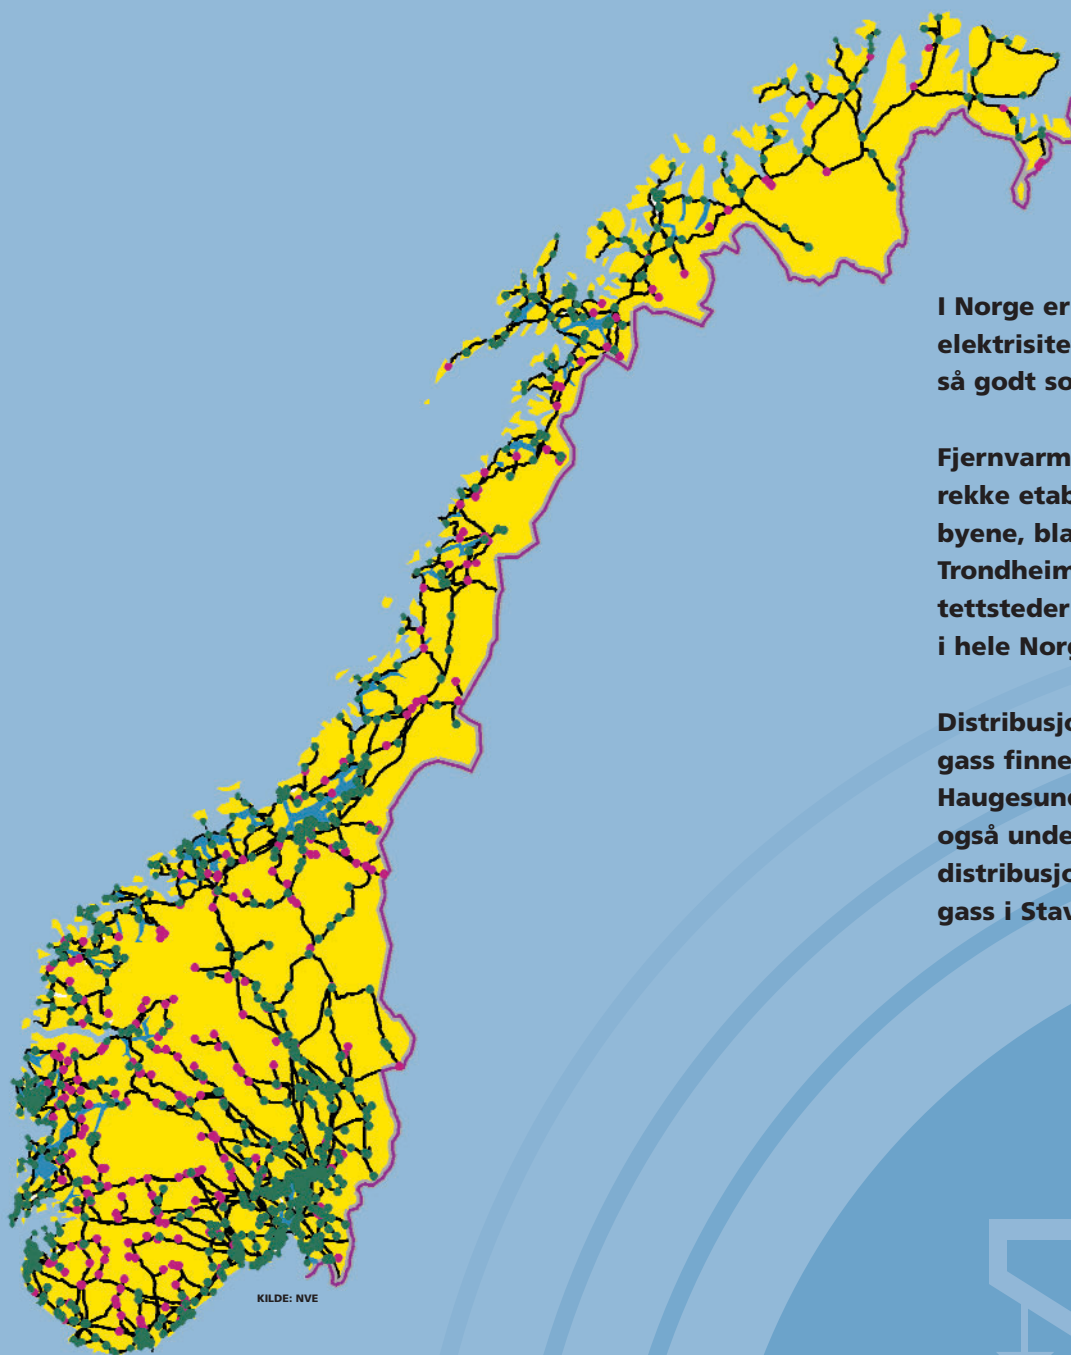 I Norge er
elektrisite
så godt so
Fjernvarm
rekke etab
byene, bla
Trondheim
tettsteder
i hele Norg
Distribusjo
gass finne
Haugesund
også unde
distribusjo
gass i Stav
KILDE: NVE